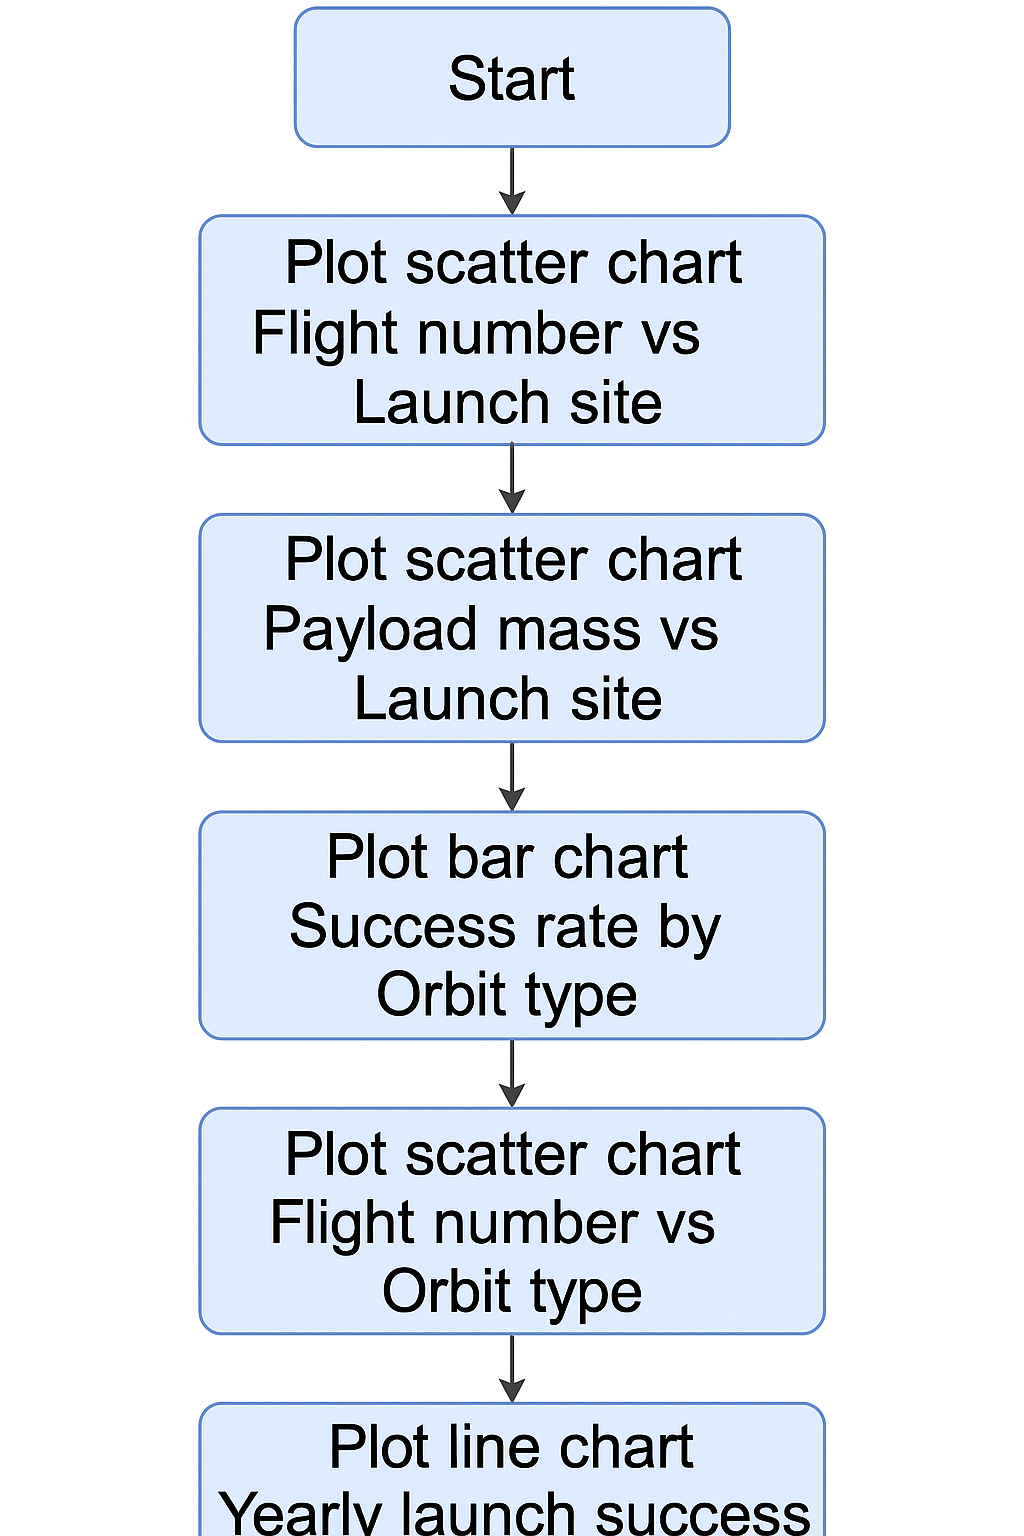 Start
Plot scatter chart
Flight number vs
Launch site
Plot scatter chart
Payload mass vs
Launch site
Plot bar chart
Success rate by
Orbit type
Plot scatter chart
Flight number vs
Orbit type
Plot line chart
Yearly launch success